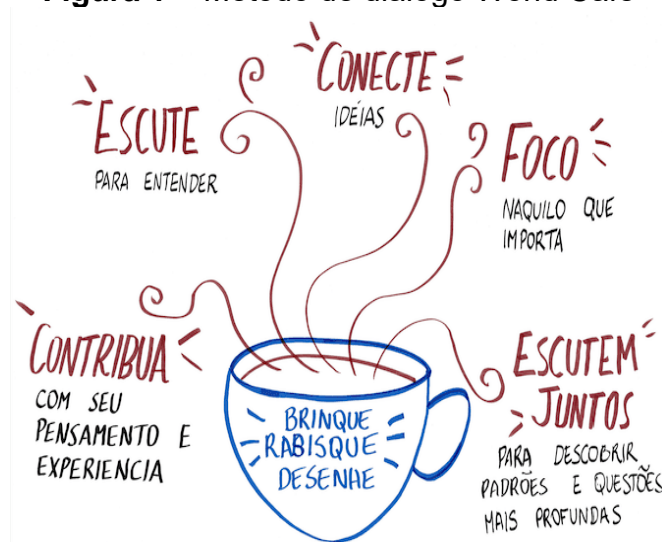 CONECTE
IDÉIAS
ESCUTE
PARA ENTENDER
FOCO
NAQUILO QUE
IMPORTA
CONTRIBUA
COM SEU
PENSAMENTO E
EXPERIENCIA
BRINQUE
RABISQUE
DESENHE
ESCUTEM
JUNTOS
PARA DESCOBRIR
PADRÕES E QUESTÕES
MAIS PROFUNDAS